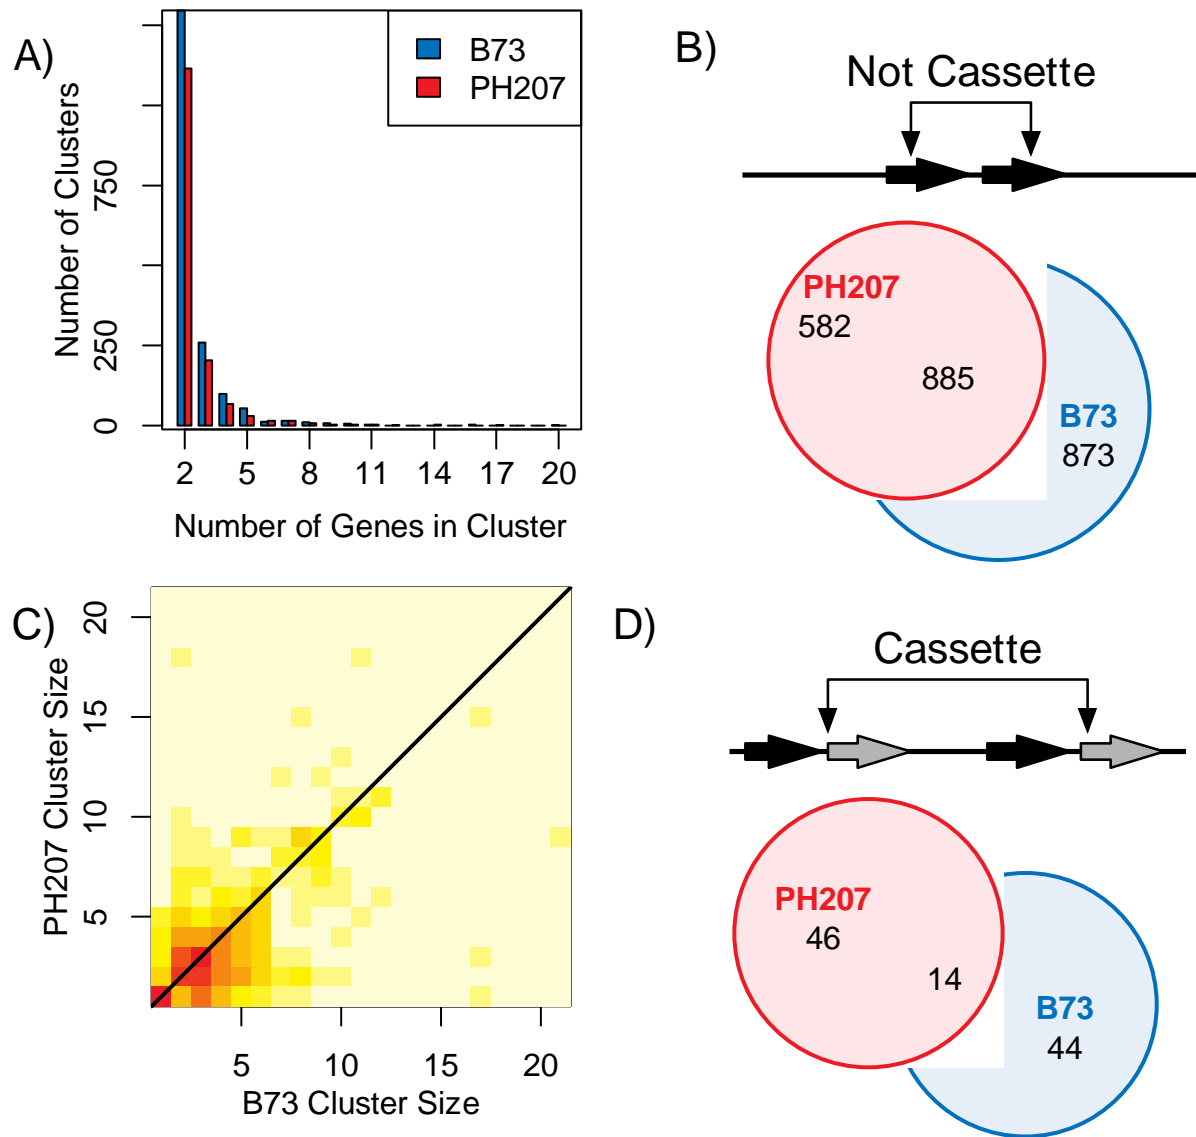 A)
B73
PH207
Number of Clusters
0
250
750
2
5
8
11
14
17
20
Number of Genes in Cluster
B)
Not Cassette
PH207
582
885
B73
873
C)
PH207 Cluster Size
20
15
10
5
5
10
15
20
B73 Cluster Size
D)
Cassette
PH207
46
14
B73
44